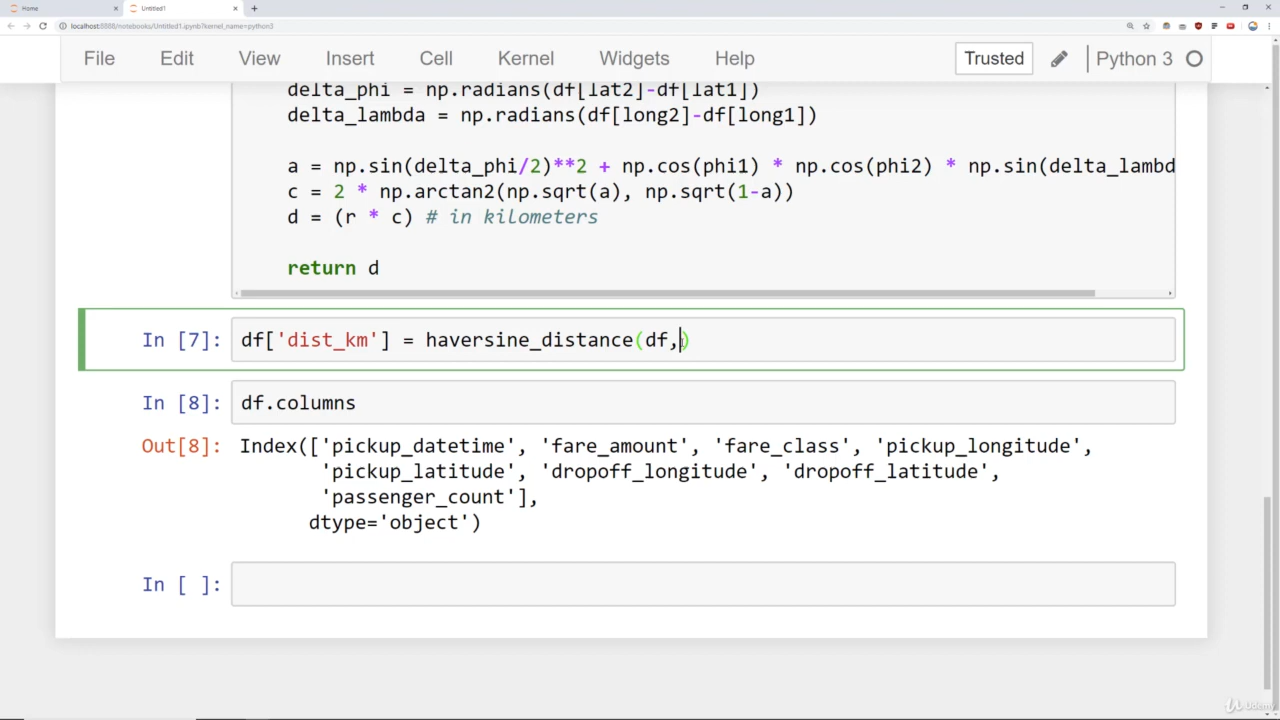 Home
Untitled1
localhost:8888/notebooks/Untitled1.ipynb?kernel_name=python3
File Edit View Insert Cell Kernel Widgets Help Trusted Python 3
delta_phi = np.radians(df[lat2]-df[lat1])
delta_lambda = np.radians(df[long2]-df[long1])
a = np.sin(delta_phi/2)**2 + np.cos(phi1) * np.cos(phi2) * np.sin(delta_lambd
c = 2 * np.arctan2(np.sqrt(a), np.sqrt(1-a))
d = (r * c) # in kilometers
return d
In [7]: df['dist_km'] = haversine_distance(df,)
In [8]: df.columns
Out[8]: Index(['pickup_datetime', 'fare_amount', 'fare_class', 'pickup_longitude',
'pickup_latitude', 'dropoff_longitude', 'dropoff_latitude',
'passenger_count'],
dtype='object')
In [ ]:
Udemy